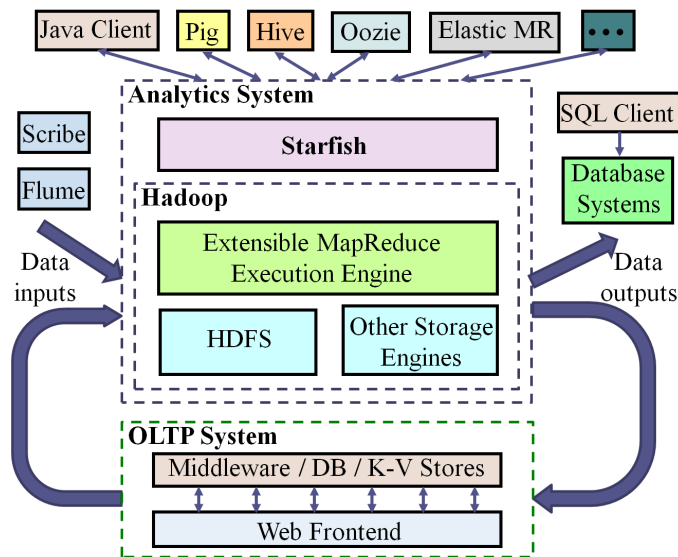 Java Client
Pig
Hive
Oozie
Elastic MR
...
Analytics System
Starfish
Scribe
Flume
SQL Client
Database
Systems
Hadoop
Extensible MapReduce
Execution Engine
Data
inputs
Data
outputs
HDFS
Other Storage
Engines
OLTP System
Middleware / DB / K-V Stores
Web Frontend